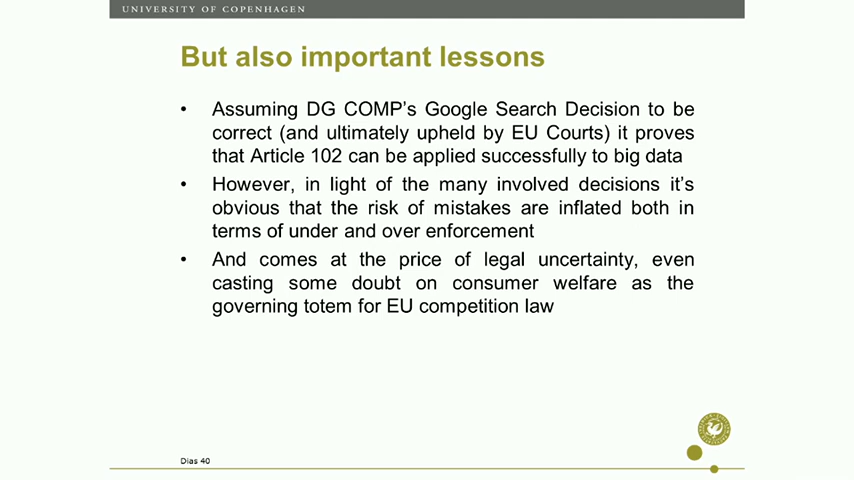 UNIVERSITY OF COPENHAGEN
But also important lessons
• Assuming DG COMP's Google Search Decision to be
correct (and ultimately upheld by EU Courts) it proves
that Article 102 can be applied successfully to big data
• However, in light of the many involved decisions it's
obvious that the risk of mistakes are inflated both in
terms of under and over enforcement
• And comes at the price of legal uncertainty, even
casting some doubt on consumer welfare as the
governing totem for EU competition law
Dias 40